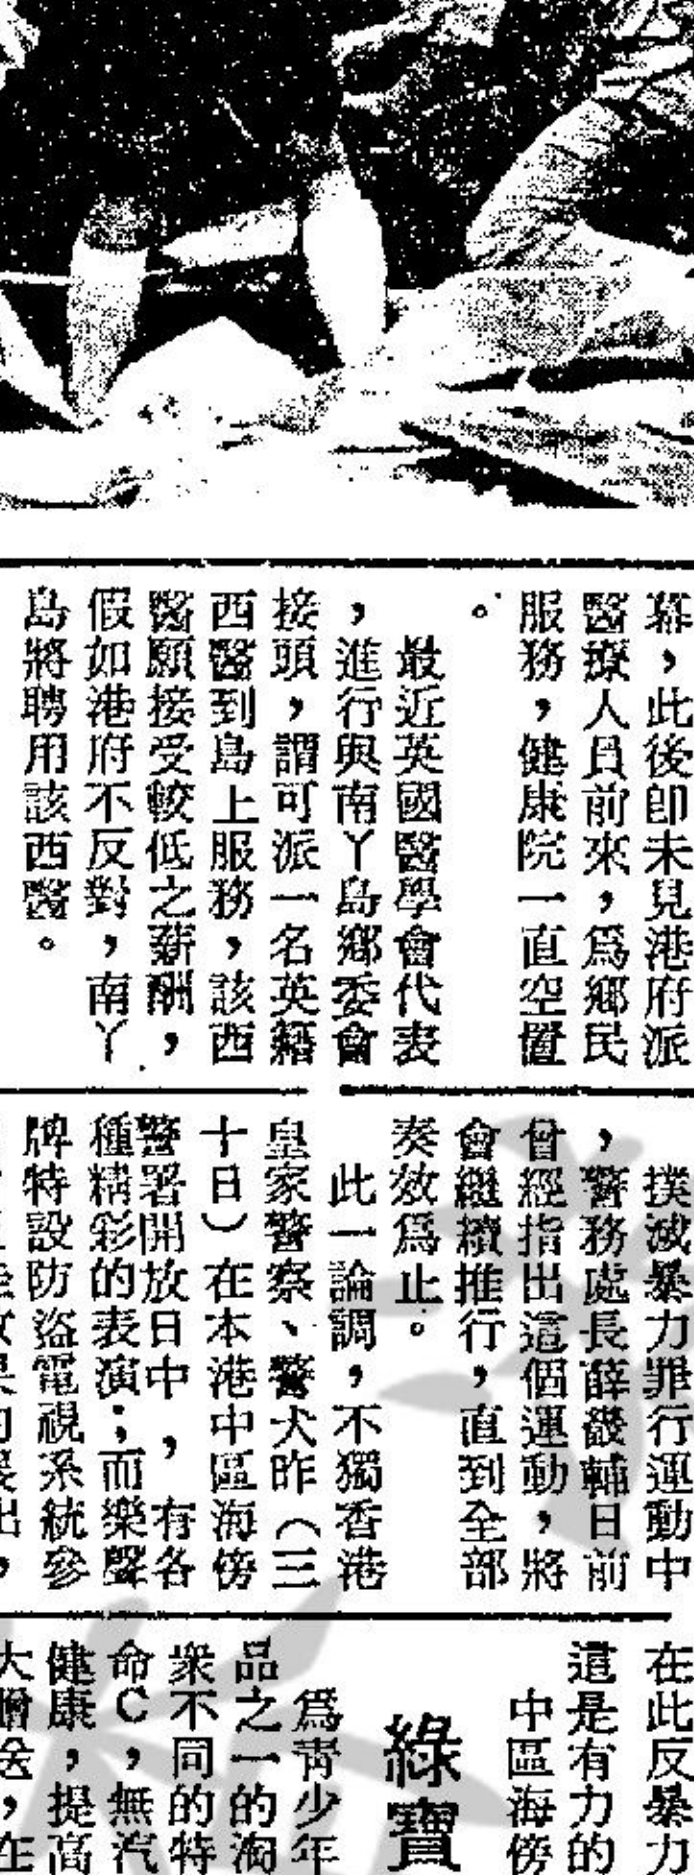 幕，此後卽未見港府派
醫療人員前來，爲鄉民
服務，健康院一直空置
。
最近英國醫學會代表
，進行與南丫島鄉委會
接頭，謂可派一名英籍
西醫到島上服務，該西
醫願接受較低之薪酬，
假如港府不反對，南丫
島將聘用該西醫。
撲滅暴力罪行運動中
，警務處長薛畿輔日前
曾經指出這個運動，將
會繼續推行，直到全部
奏效爲止。
此一論調，不獨香港
皇家警察、警犬昨（三
十日）在本港中區海傍
警署開放日中，有各
種精彩的表演；而樂聲
牌特設防盜電視系統參
在此反暴力
這是有力的
中區海傍
綠寶
爲青少年
品之一的淘
衆不同的特
命C，無汽
健康，提高
大贈送，在